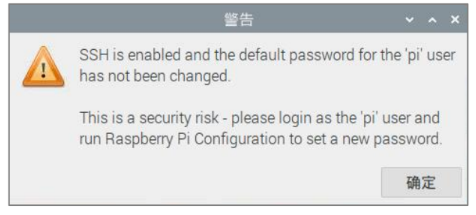 警告
SSH is enabled and the default password for the 'pi' user
has not been changed.
This is a security risk - please login as the 'pi' user and
run Raspberry Pi Configuration to set a new password.
确定